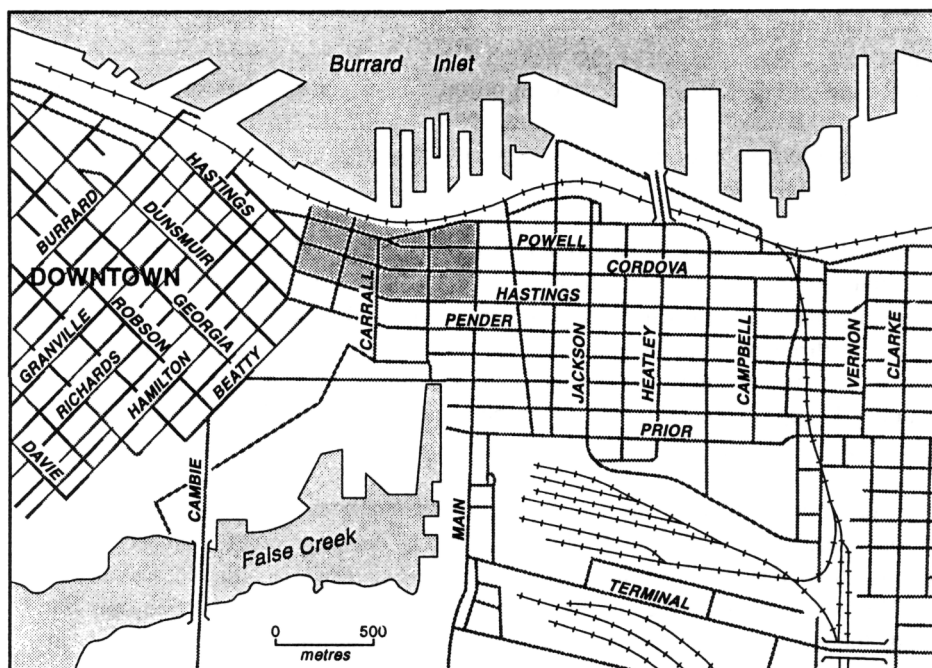 Burrard Inlet
HASTINGS
BURRARD
DUNSMUIR
POWELL
CORDOVA
DOWNTOWN
HASTINGS
CARRALL
PENDER
GEORGIA
ROBSON
GRANVILLE
RICHARDS
HAMILTON
BEATTY
JACKSON
HEATLEY
CAMPBELL
VERNON
CLARKE
PRIOR
DAVIE
CAMBIE
MAIN
False Creek
TERMINAL
0 500
metres